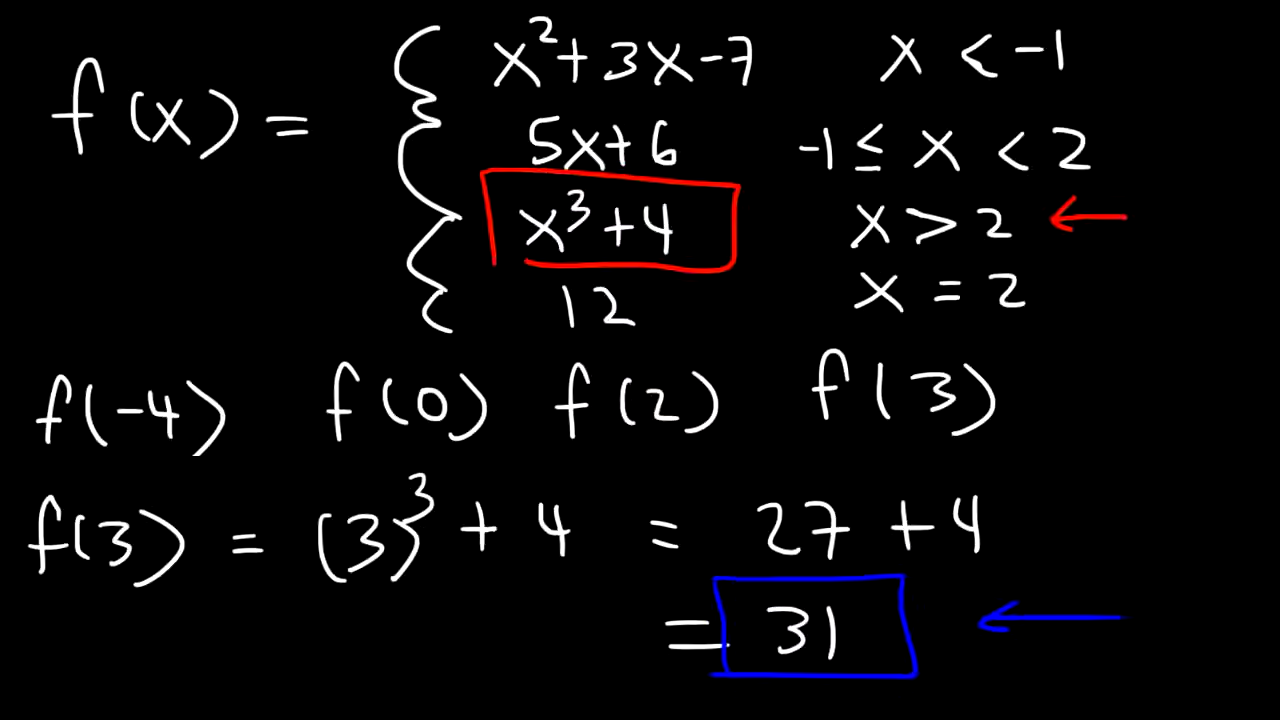 f(x) = { x² + 3x - 7    x < -1
5x + 6    -1 ≤ x < 2
x³ + 4    x > 2 ←
12    x = 2
f(-4)    f(0)    f(2)    f(3)
f(3) = (3)³ + 4 = 27 + 4
= 31 ←